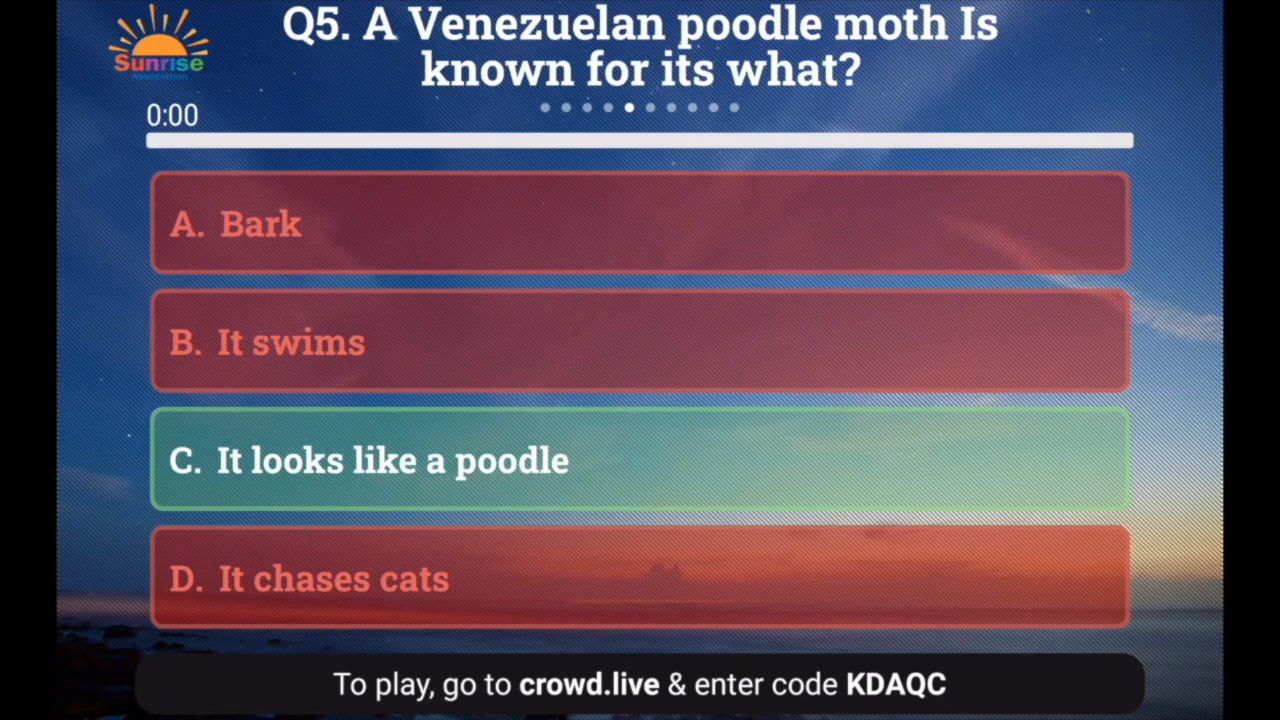 Q5. A Venezuelan poodle moth Is
known for its what?
Sunrise
Association
0:00
A. Bark
B. It swims
C. It looks like a poodle
D. It chases cats
To play, go to crowd.live & enter code KDAQC